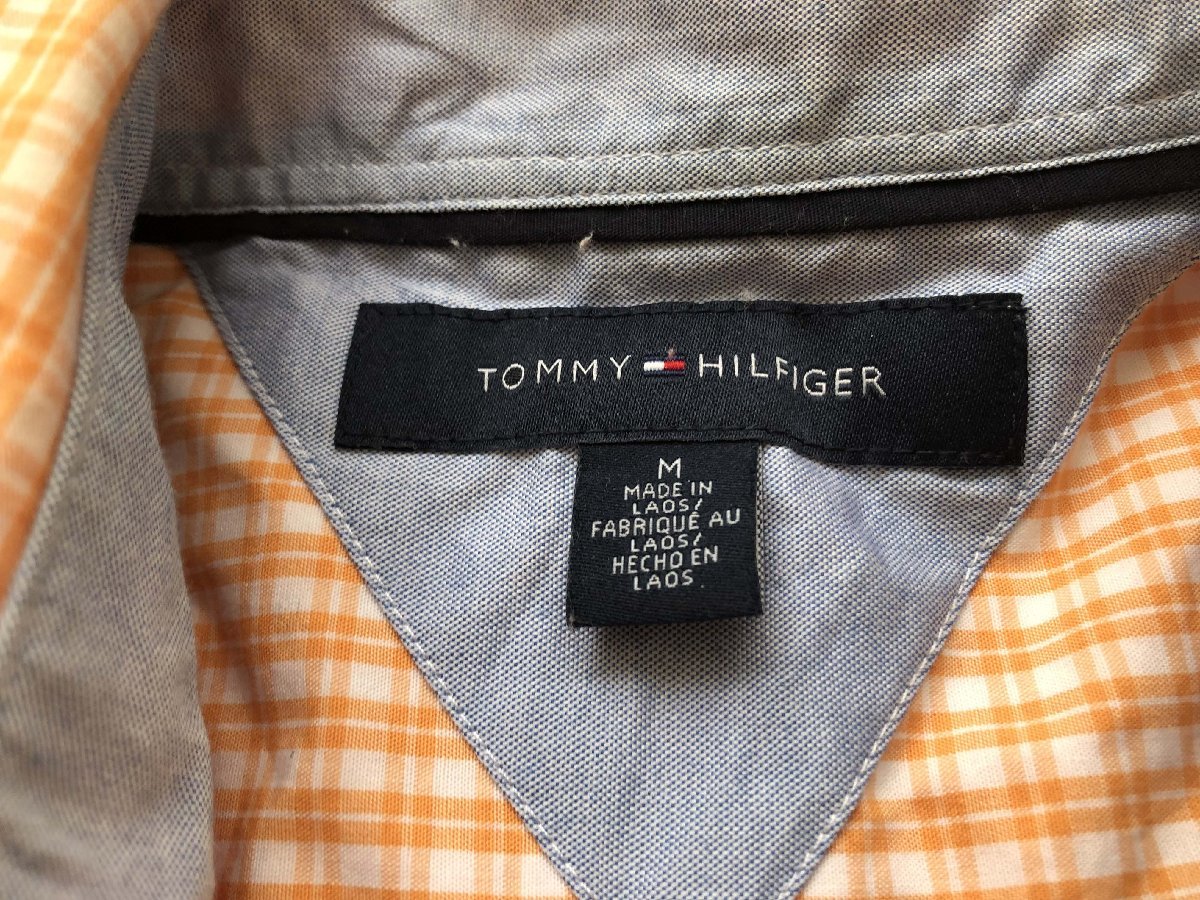 TOMMY HILFIGER
M
MADE IN
LAOS/
FABRIQUÉ AU
LAOS/
HECHO EN
LAOS.